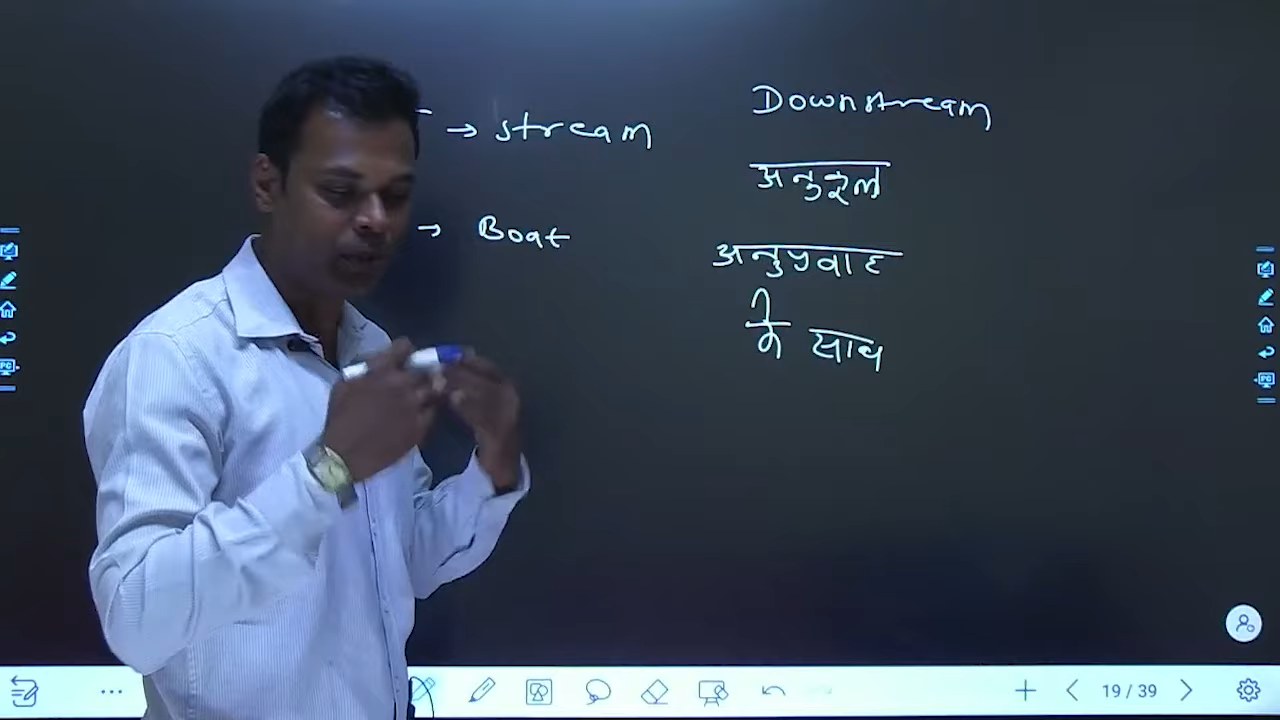 → stream
→ Boat
Downstream
अनुकूल
अनुप्रवाह
के साथ
19 / 39